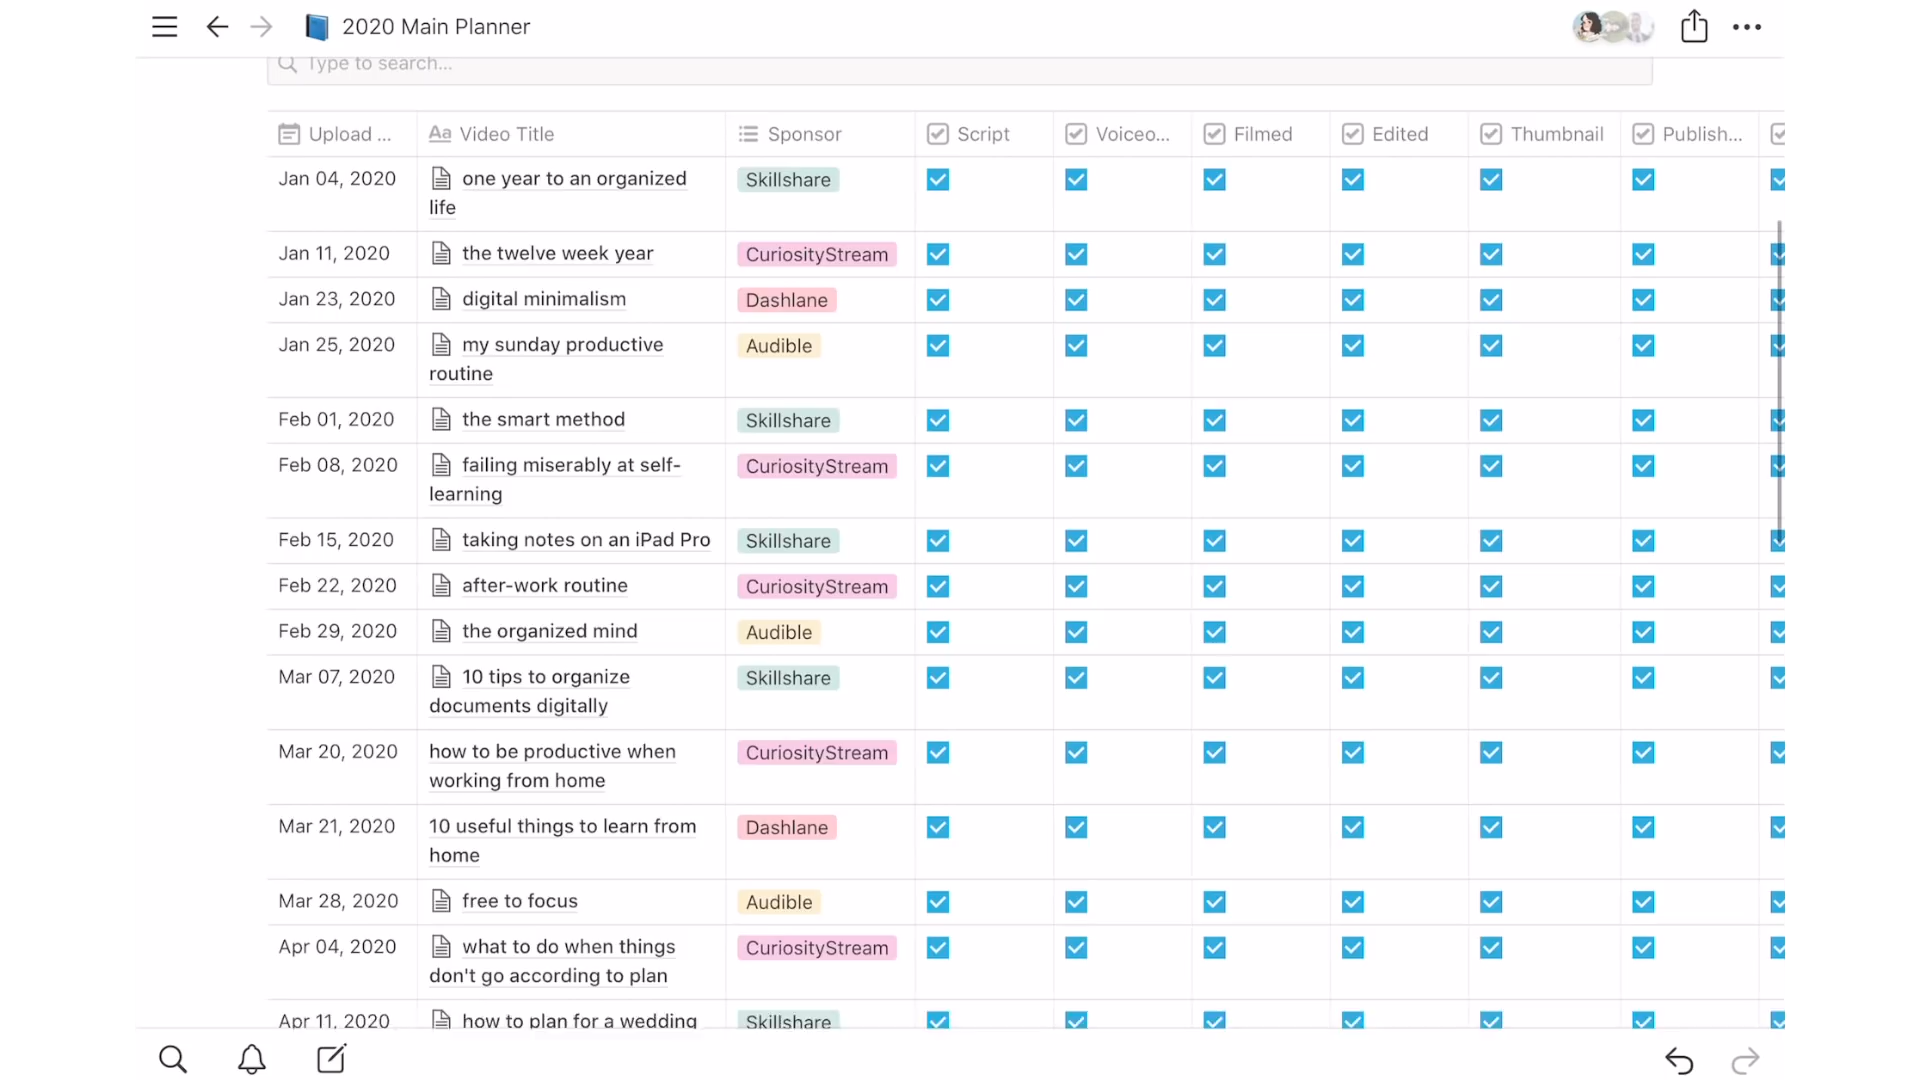 2020 Main Planner
Type to search...
Upload ... Aa Video Title Sponsor Script Voiceo... Filmed Edited Thumbnail Publish...
Jan 04, 2020 one year to an organized Skillshare
life
Jan 11, 2020 the twelve week year CuriosityStream
Jan 23, 2020 digital minimalism Dashlane
Jan 25, 2020 my sunday productive Audible
routine
Feb 01, 2020 the smart method Skillshare
Feb 08, 2020 failing miserably at self- CuriosityStream
learning
Feb 15, 2020 taking notes on an iPad Pro Skillshare
Feb 22, 2020 after-work routine CuriosityStream
Feb 29, 2020 the organized mind Audible
Mar 07, 2020 10 tips to organize Skillshare
documents digitally
Mar 20, 2020 how to be productive when CuriosityStream
working from home
Mar 21, 2020 10 useful things to learn from Dashlane
home
Mar 28, 2020 free to focus Audible
Apr 04, 2020 what to do when things CuriosityStream
don't go according to plan
Apr 11, 2020 how to plan for a wedding Skillshare